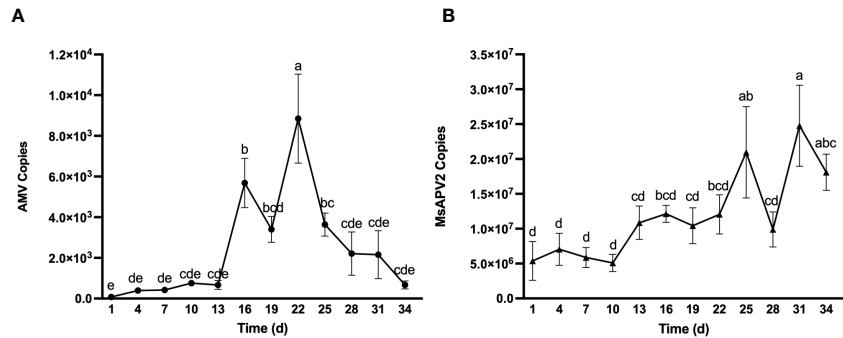 A
AMV Copies
1.2×10⁴
1.0×10⁴
8.0×10³
6.0×10³
4.0×10³
2.0×10³
0.0
e
de
de
cde
cde
b
bcd
a
bc
cde
cde
cde
1 4 7 10 13 16 19 22 25 28 31 34
Time (d)
B
MsAPV2 Copies
3.5×10⁷
3.0×10⁷
2.5×10⁷
2.0×10⁷
1.5×10⁷
1.0×10⁷
5.0×10⁶
0.0
d
d
d
d
cd
bcd
cd
bcd
ab
cd
a
abc
1 4 7 10 13 16 19 22 25 28 31 34
Time (d)